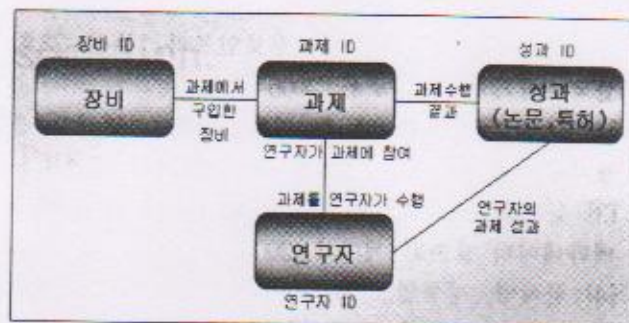 장비 ID
과제 ID
성과 ID
장비
과제에서
구입한
장비
과제
과제수행
결과
성과
(논문,특허)
연구자가 과제에 참여
과제를 연구자가 수행
연구자의
과제 성과
연구자
연구자 ID